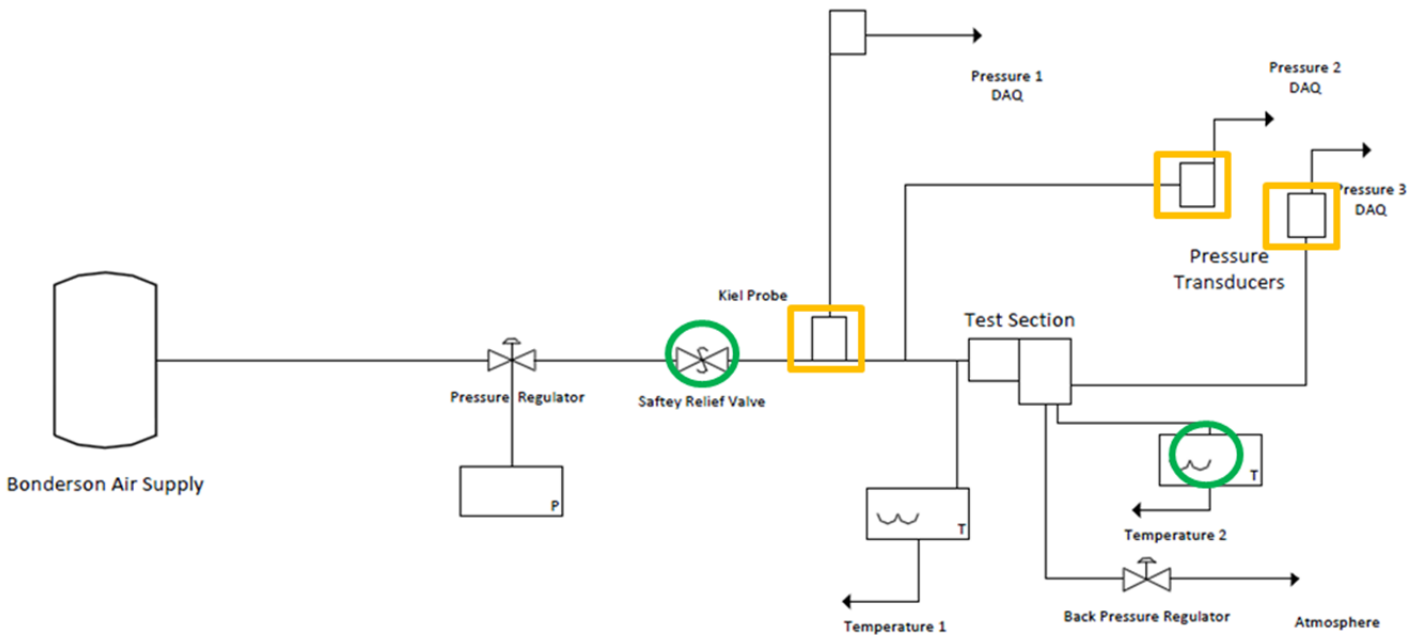 Pressure 1
DAQ
Pressure 2
DAQ
Pressure 3
DAQ
Pressure
Transducers
Kiel Probe
Test Section
Pressure Regulator
Saftey Relief Valve
Bonderson Air Supply
P
T
T
Temperature 2
Temperature 1
Back Pressure Regulator
Atmosphere